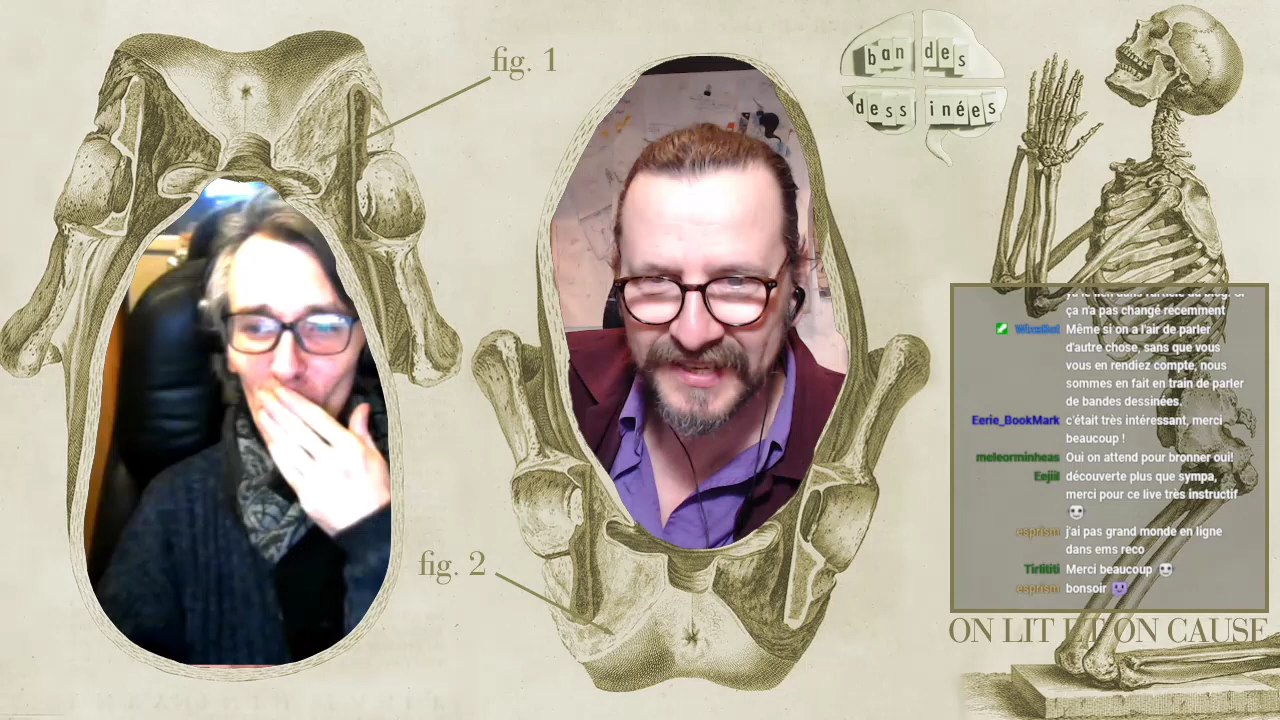 fig. 1
fig. 2
bandes
dessinées
ça n'a pas changé récemment
Même si on a l'air de parler
d'autre chose, sans que vous
vous en rendiez compte, nous
sommes en fait en train de parler
de bandes dessinées.
Eerie_BookMark c'était très intéressant, merci
beaucoup !
meleorminheas Oui on attend pour bronner oui!
Eejiil découverte plus que sympa,
merci pour ce live très instructif
esprism j'ai pas grand monde en ligne
dans ems reco
Tirlititi Merci beaucoup
esprism bonsoir
ON LIT ET ON CAUSE